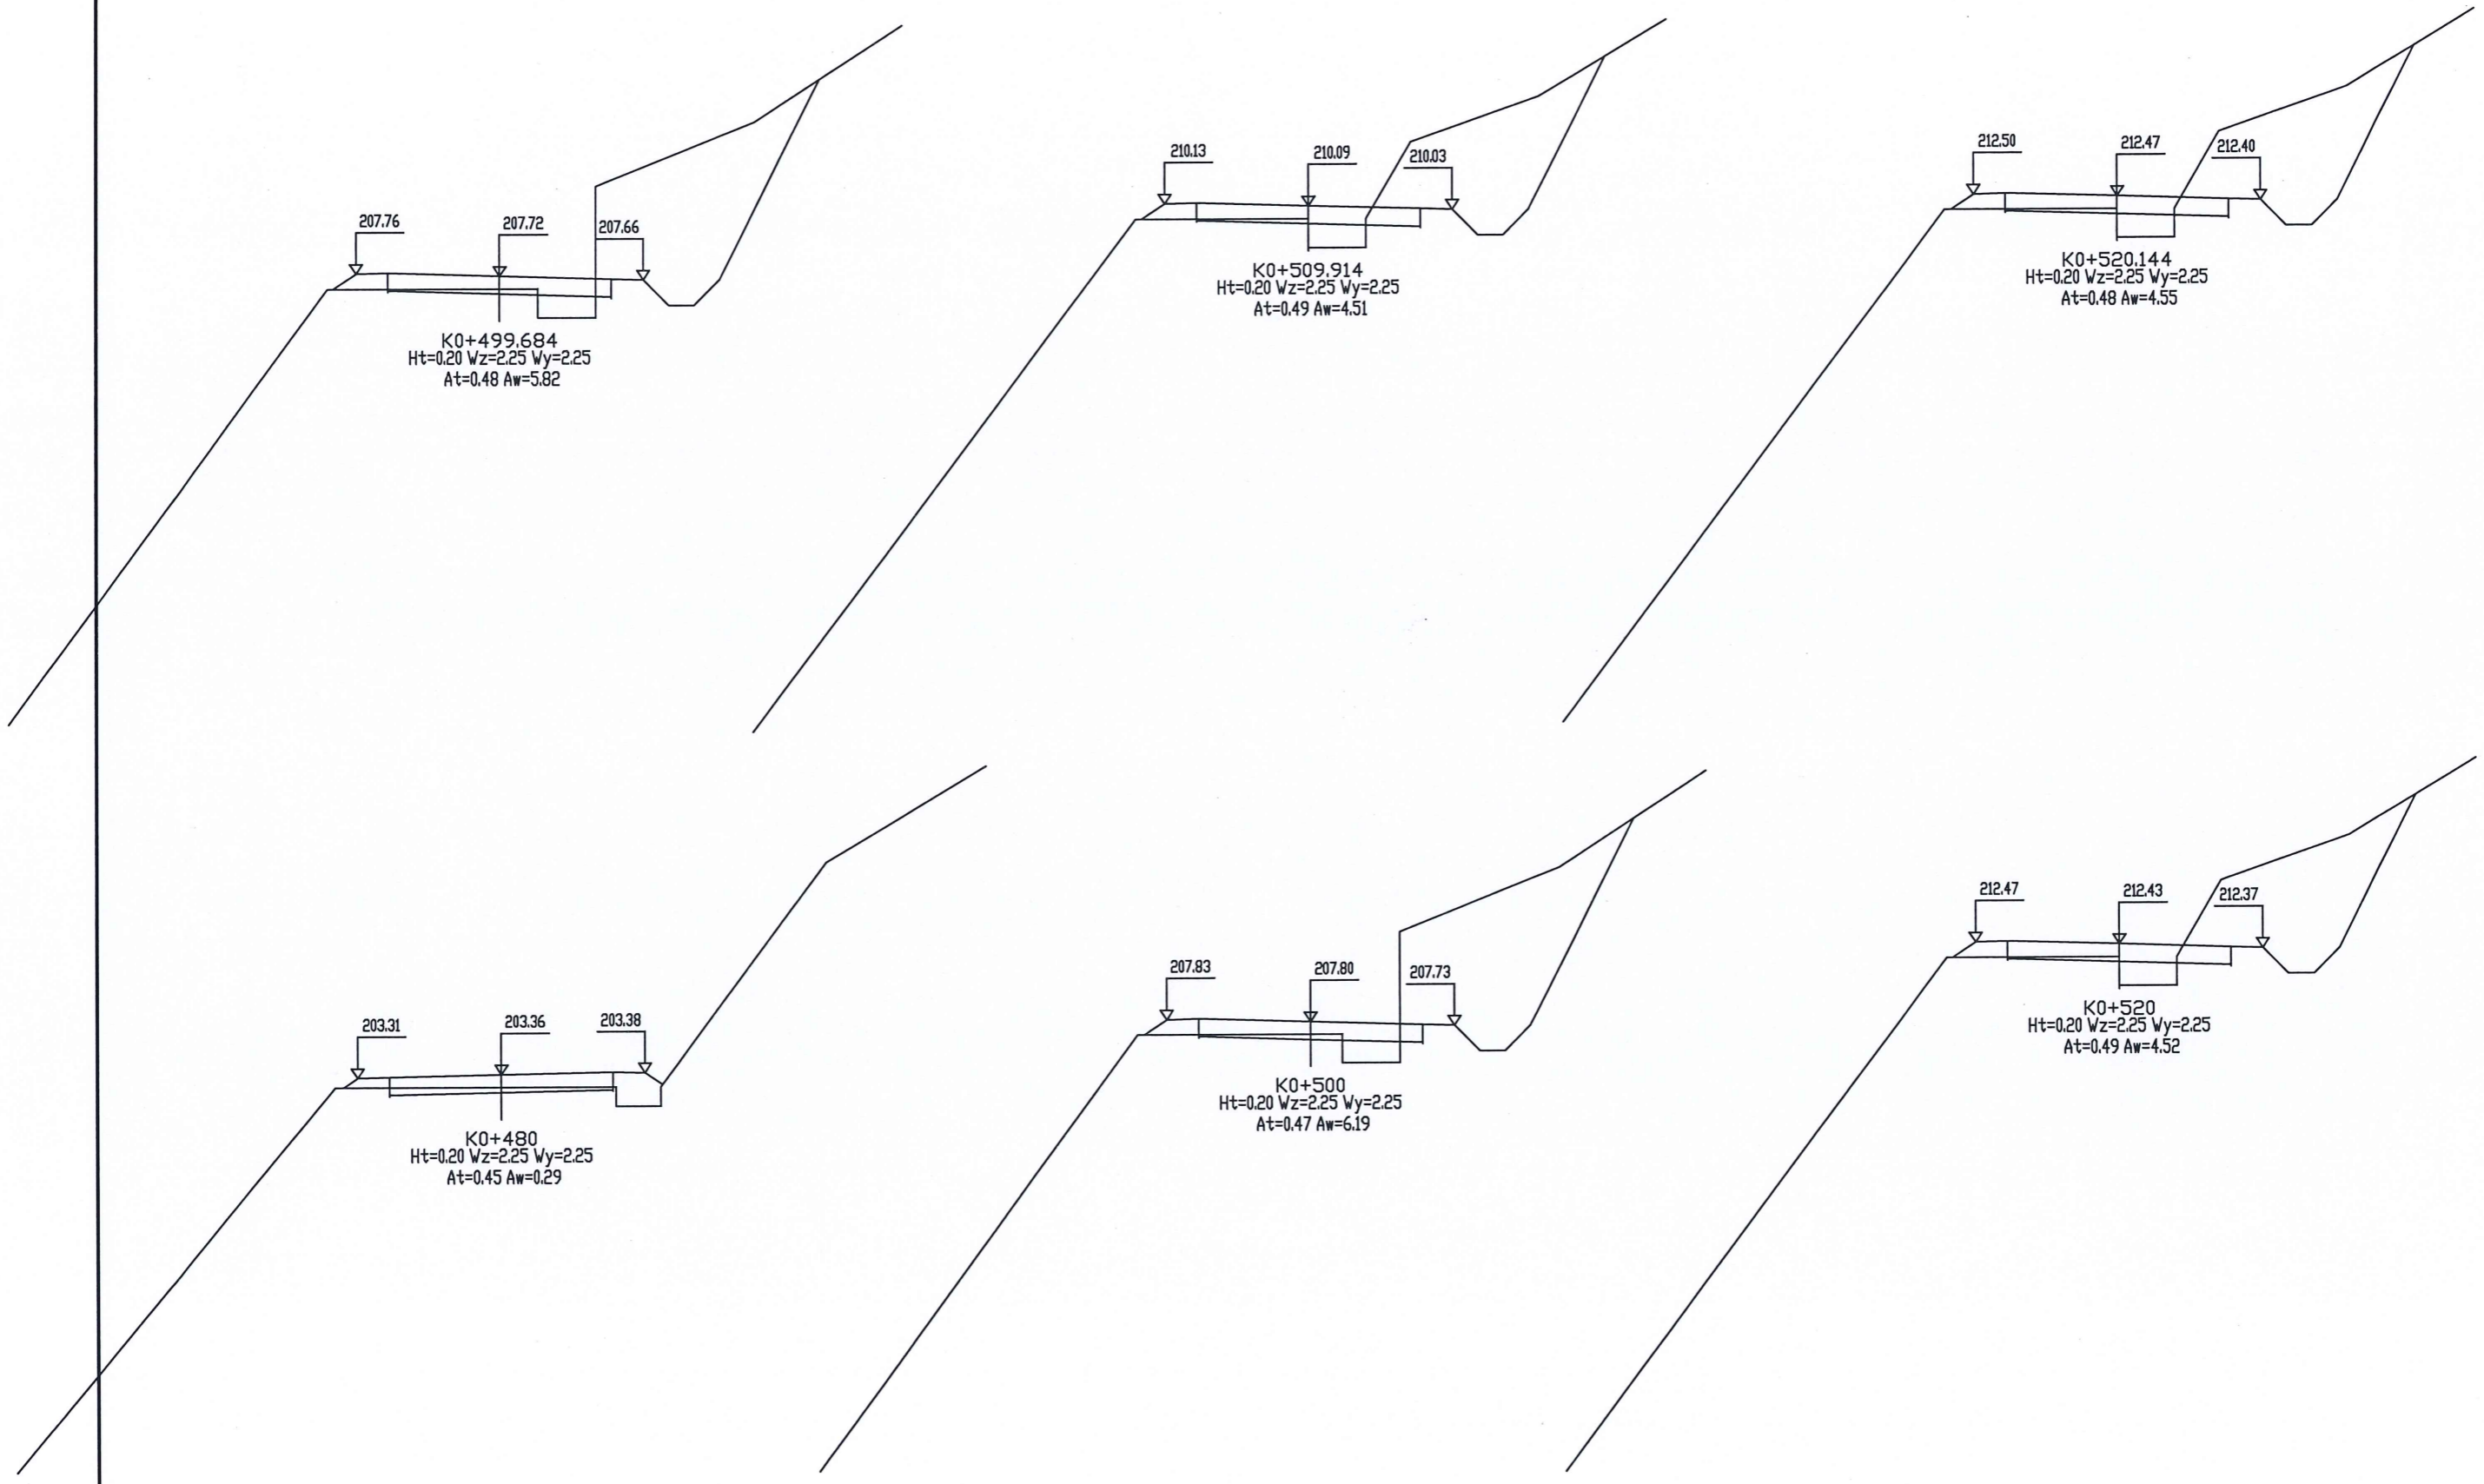 207.76
207.72
207.66
K0+499.684
Ht=0.20 Wz=2.25 Wy=2.25
At=0.48 Aw=5.82
210.13
210.09
210.03
K0+509.914
Ht=0.20 Wz=2.25 Wy=2.25
At=0.49 Aw=4.51
212.50
212.47
212.40
K0+520.144
Ht=0.20 Wz=2.25 Wy=2.25
At=0.48 Aw=4.55
203.31
203.36
203.38
K0+480
Ht=0.20 Wz=2.25 Wy=2.25
At=0.45 Aw=0.29
207.83
207.80
207.73
K0+500
Ht=0.20 Wz=2.25 Wy=2.25
At=0.47 Aw=6.19
212.47
212.43
212.37
K0+520
Ht=0.20 Wz=2.25 Wy=2.25
At=0.49 Aw=4.52